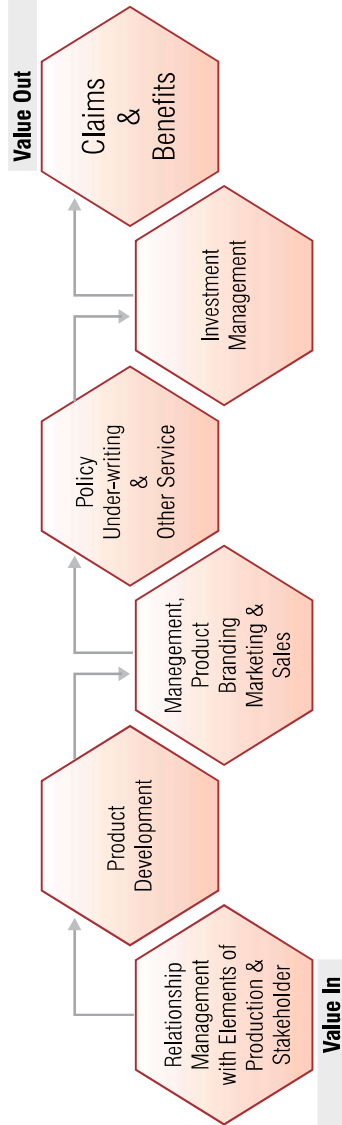 Value In
Relationship
Management
with Elements of
Production &
Stakeholder
Product
Development
Manegement,
Product
Branding
Marketing &
Sales
Policy
Under-writing
&
Other Service
Investment
Management
Claims
&
Benefits
Value Out